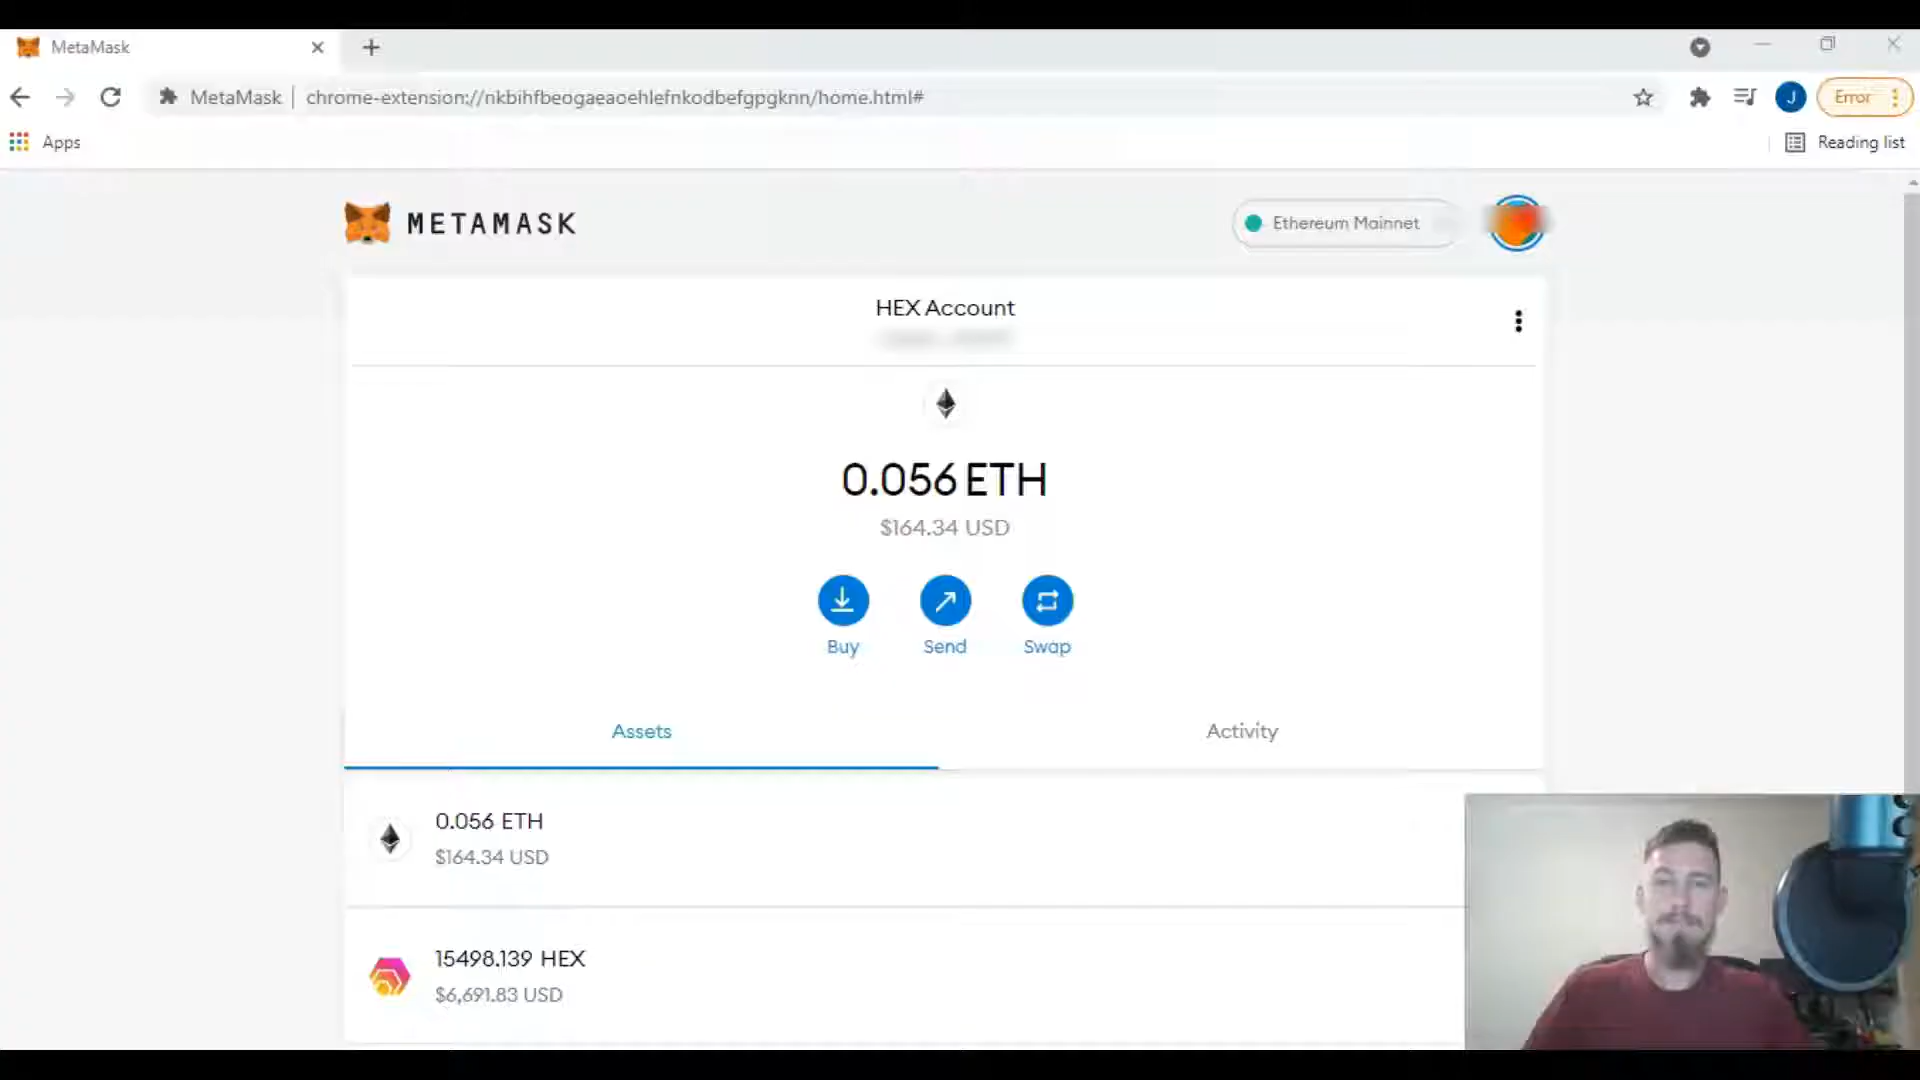 MetaMask
MetaMask
chrome-extension://nkbihfbeogaeaoehlefnkodbefgpgknn/home.html#
J
Error
Apps
Reading list
METAMASK
Ethereum Mainnet
HEX Account
0.056 ETH
$164.34 USD
Buy
Send
Swap
Assets
Activity
0.056 ETH
$164.34 USD
15498.139 HEX
$6,691.83 USD